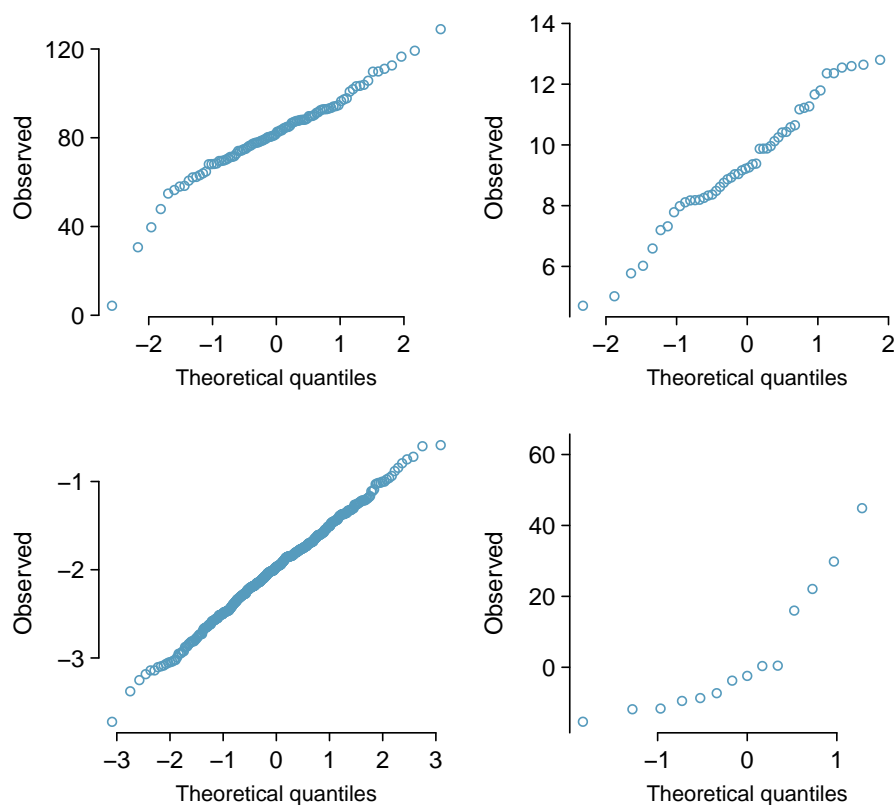 120
80
40
0
Observed
−2 −1 0 1 2
Theoretical quantiles
14
12
10
8
6
Observed
−2 −1 0 1 2
Theoretical quantiles
−1
−2
−3
Observed
−3 −2 −1 0 1 2 3
Theoretical quantiles
60
40
20
0
Observed
−1 0 1
Theoretical quantiles